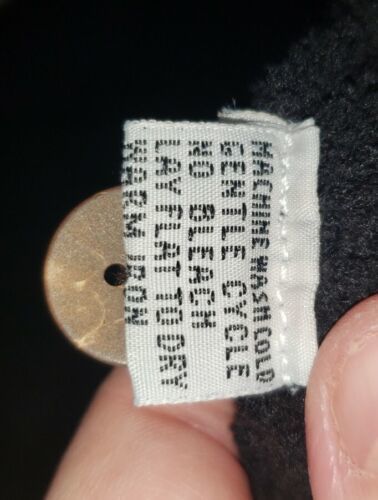 MACHINE WASH COLD
GENTLE CYCLE
NO BLEACH
LAY FLAT TO DRY
WARM IRON